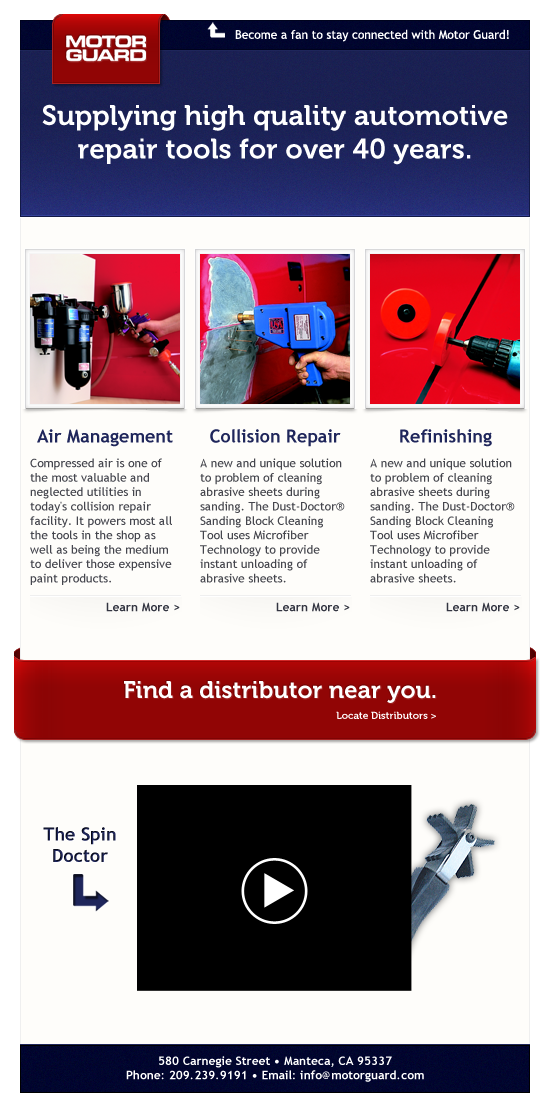 MOTOR
GUARD
Become a fan to stay connected with Motor Guard!
Supplying high quality automotive
repair tools for over 40 years.
Air Management
Compressed air is one of
the most valuable and
neglected utilities in
today's collision repair
facility. It powers most all
the tools in the shop as
well as being the medium
to deliver those expensive
paint products.
Learn More >
Collision Repair
A new and unique solution
to problem of cleaning
abrasive sheets during
sanding. The Dust-Doctor®
Sanding Block Cleaning
Tool uses Microfiber
Technology to provide
instant unloading of
abrasive sheets.
Learn More >
Refinishing
A new and unique solution
to problem of cleaning
abrasive sheets during
sanding. The Dust-Doctor®
Sanding Block Cleaning
Tool uses Microfiber
Technology to provide
instant unloading of
abrasive sheets.
Learn More >
Find a distributor near you.
Locate Distributors >
The Spin
Doctor
580 Carnegie Street • Manteca, CA 95337
Phone: 209.239.9191 • Email: info@motorguard.com